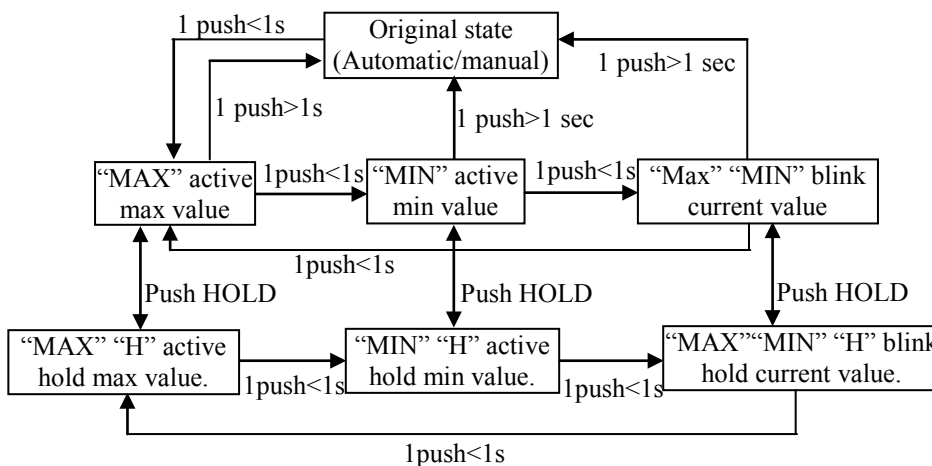 1 push<1s
Original state
(Automatic/manual)
1 push>1 sec
1 push>1s
1 push>1 sec
“MAX” active
max value
1push<1s
“MIN” active
min value
1push<1s
“Max” “MIN” blink
current value
1push<1s
Push HOLD
Push HOLD
Push HOLD
“MAX” “H” active
hold max value.
1push<1s
“MIN” “H” active
hold min value.
1push<1s
“MAX”“MIN” “H” blink
hold current value.
1push<1s